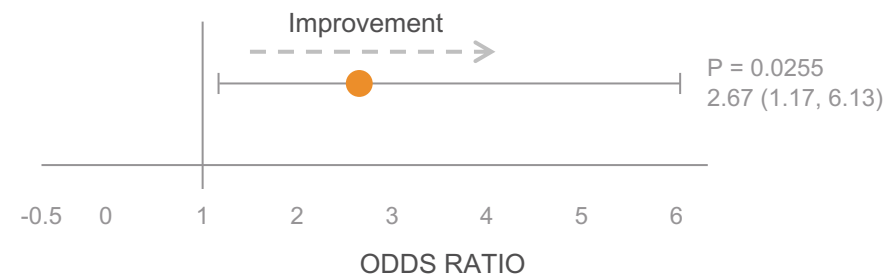 Improvement
P = 0.0255
2.67 (1.17, 6.13)
-0.5 0 1 2 3 4 5 6
ODDS RATIO